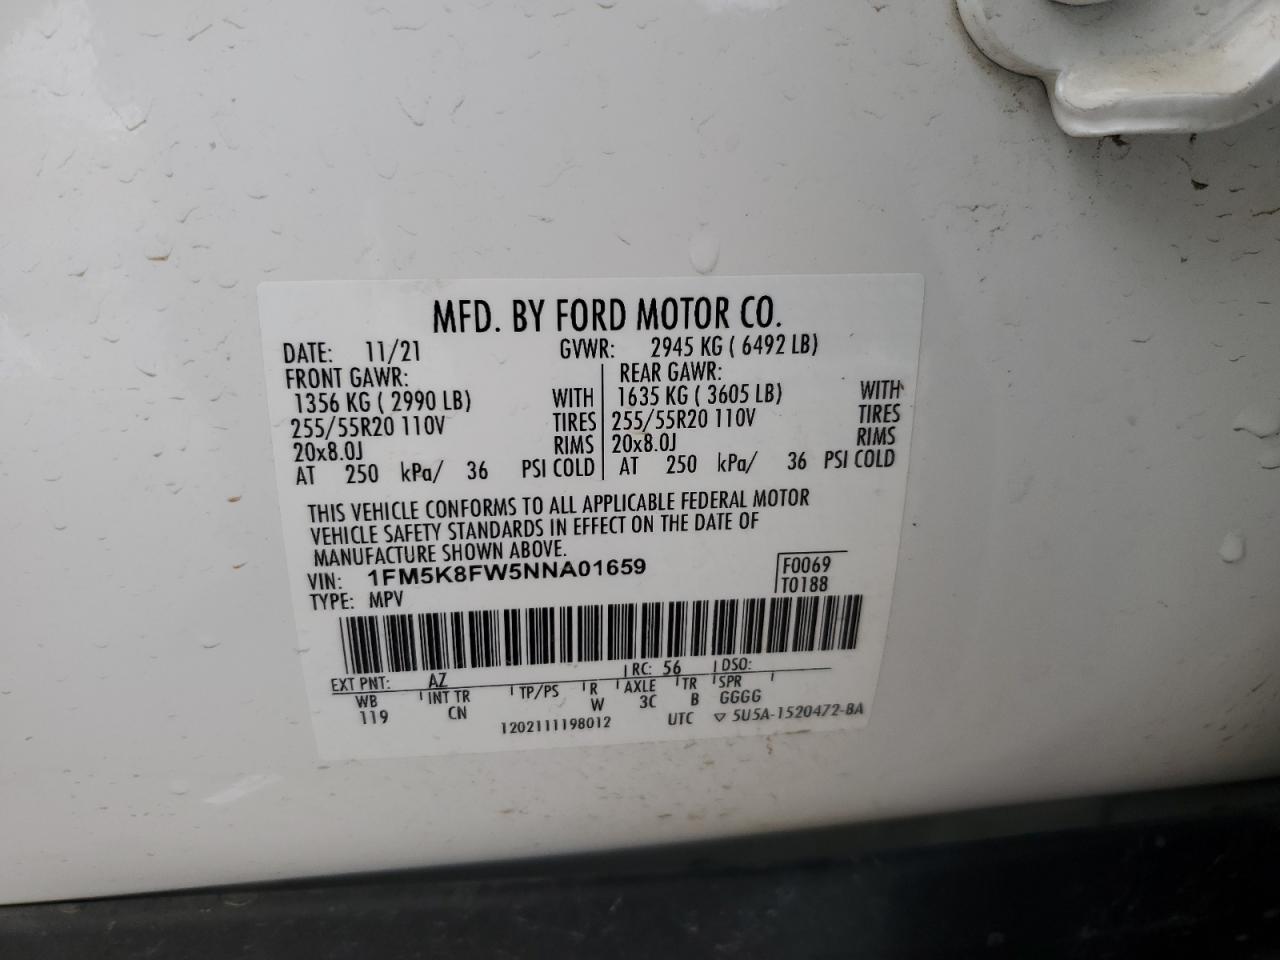 MFD. BY FORD MOTOR CO.
DATE: 11/21 GVWR: 2945 KG ( 6492 LB)
FRONT GAWR: REAR GAWR:
1356 KG ( 2990 LB) WITH 1635 KG ( 3605 LB) WITH
255/55R20 110V TIRES 255/55R20 110V TIRES
20x8.0J RIMS 20x8.0J RIMS
AT 250 kPa/ 36 PSI COLD AT 250 kPa/ 36 PSI COLD
THIS VEHICLE CONFORMS TO ALL APPLICABLE FEDERAL MOTOR
VEHICLE SAFETY STANDARDS IN EFFECT ON THE DATE OF
MANUFACTURE SHOWN ABOVE.
VIN: 1FM5K8FW5NNA01659 F0069
TYPE: MPV T0188
EXT PNT: AZ RC: 56 DSO:
WB INT TR TP/PS R AXLE TR SPR
119 CN W 3C B GGGG
1202111198012 UTC ▽ 5U5A-1520472-BA